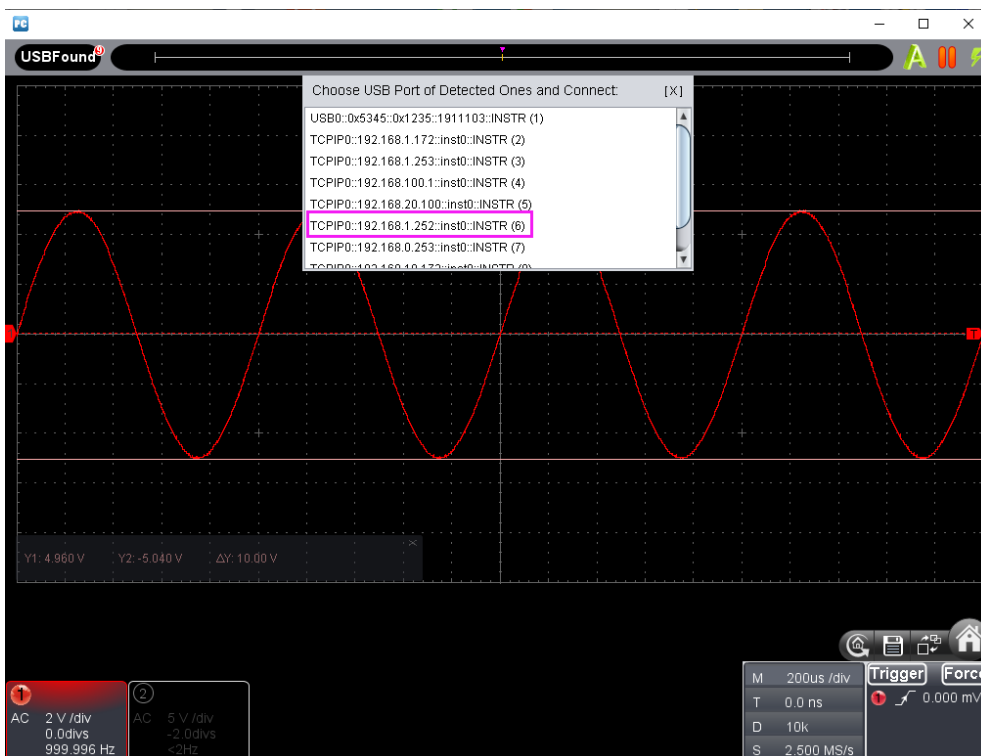 PC
USBFound 9
Choose USB Port of Detected Ones and Connect: [X]
USB0::0x5345::0x1235::1911103::INSTR (1)
TCPIP0::192.168.1.172::inst0::INSTR (2)
TCPIP0::192.168.1.253::inst0::INSTR (3)
TCPIP0::192.168.100.1::inst0::INSTR (4)
TCPIP0::192.168.20.100::inst0::INSTR (5)
TCPIP0::192.168.1.252::inst0::INSTR (6)
TCPIP0::192.168.0.253::inst0::INSTR (7)
T
Y1: 4.960 V Y2: -5.040 V ΔY: 10.00 V
1
AC 2 V /div
0.0divs
999.996 Hz
2
AC 5 V /div
-2.0divs
<2Hz
M 200us /div
T 0.0 ns
D 10k
S 2.500 MS/s
Trigger Force
1 0.000 mV